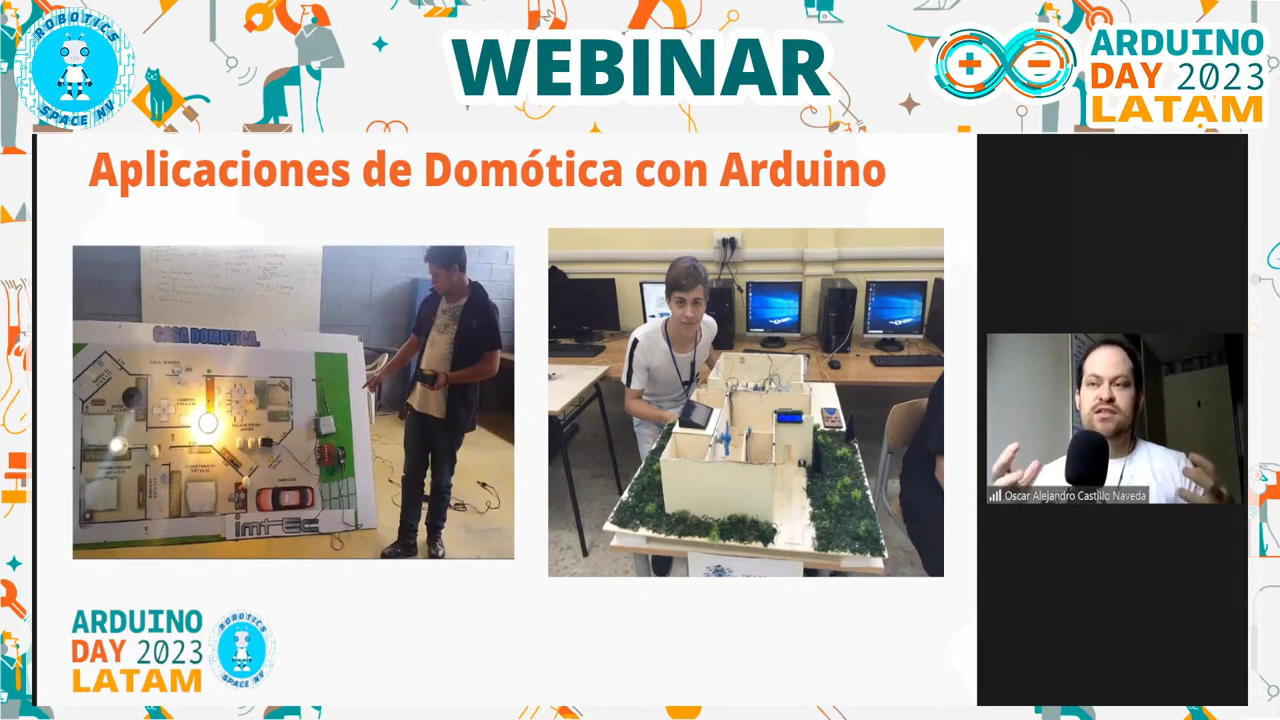 ROBOTICS
SPACE NV
WEBINAR
ARDUINO
DAY 2023
LATAM
Aplicaciones de Domótica con Arduino
CASA DOMOTICA.
imtec
Oscar Alejandro Castillo Naveda
ARDUINO
DAY 2023
LATAM
ROBOTICS
SPACE NV